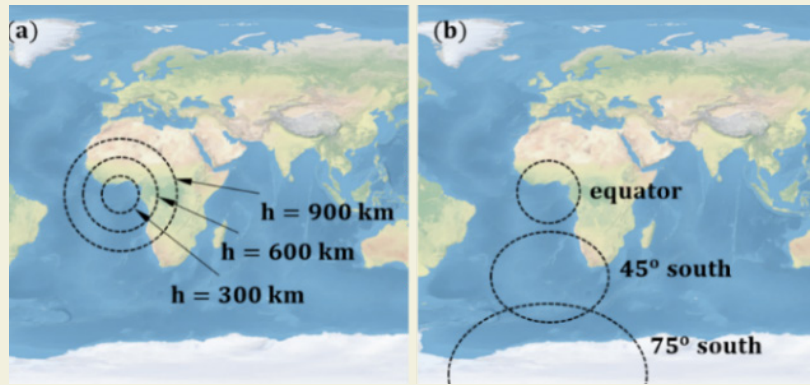 (a)
h = 900 km
h = 600 km
h = 300 km
(b)
equator
45° south
75° south